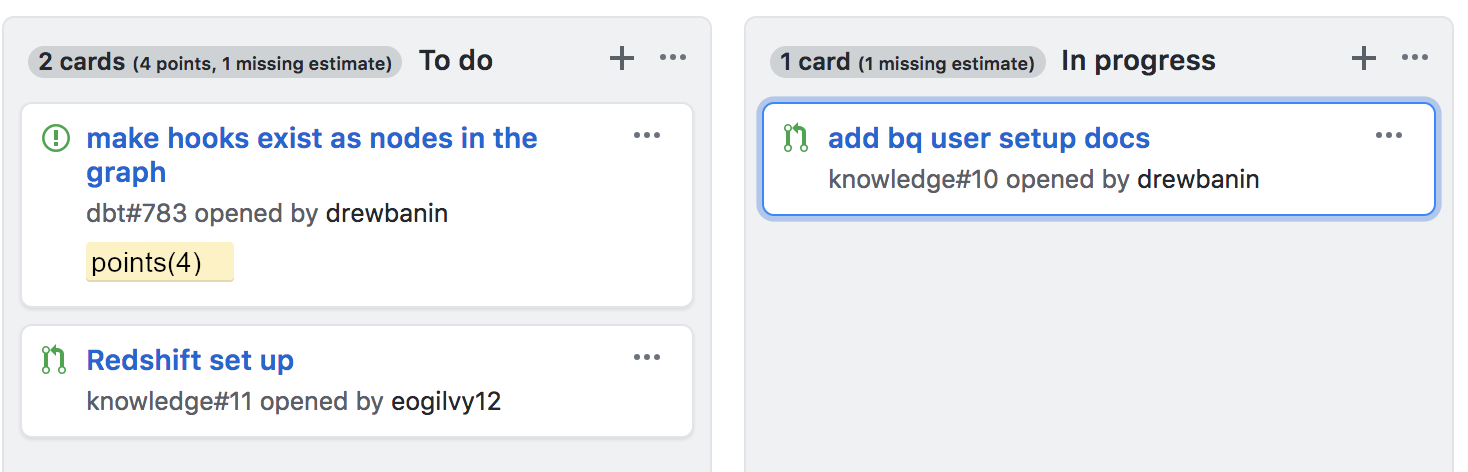 2 cards (4 points, 1 missing estimate) To do
make hooks exist as nodes in the
graph
dbt#783 opened by drewbanin
points(4)
Redshift set up
knowledge#11 opened by eogilvy12
1 card (1 missing estimate) In progress
add bq user setup docs
knowledge#10 opened by drewbanin